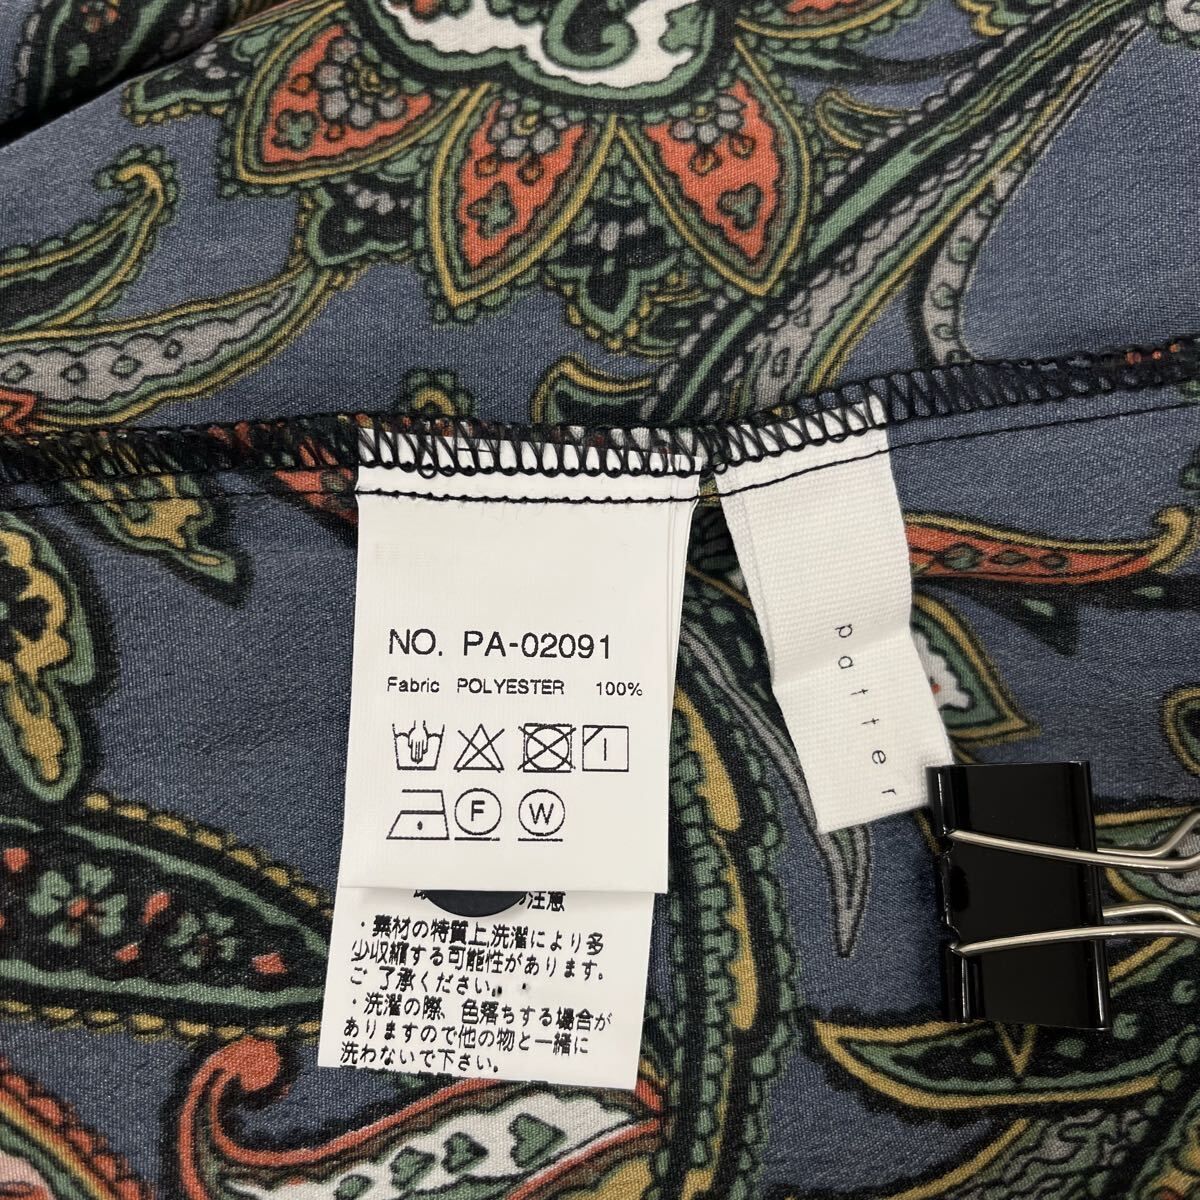 NO. PA-02091
Fabric POLYESTER 100%
F
W
注意
・素材の特質上,洗濯により多
少収縮する可能性があります。
ご了承ください。
・洗濯の際、色落ちする場合が
ありますので他の物と一緒に
洗わないで下さい。
patter